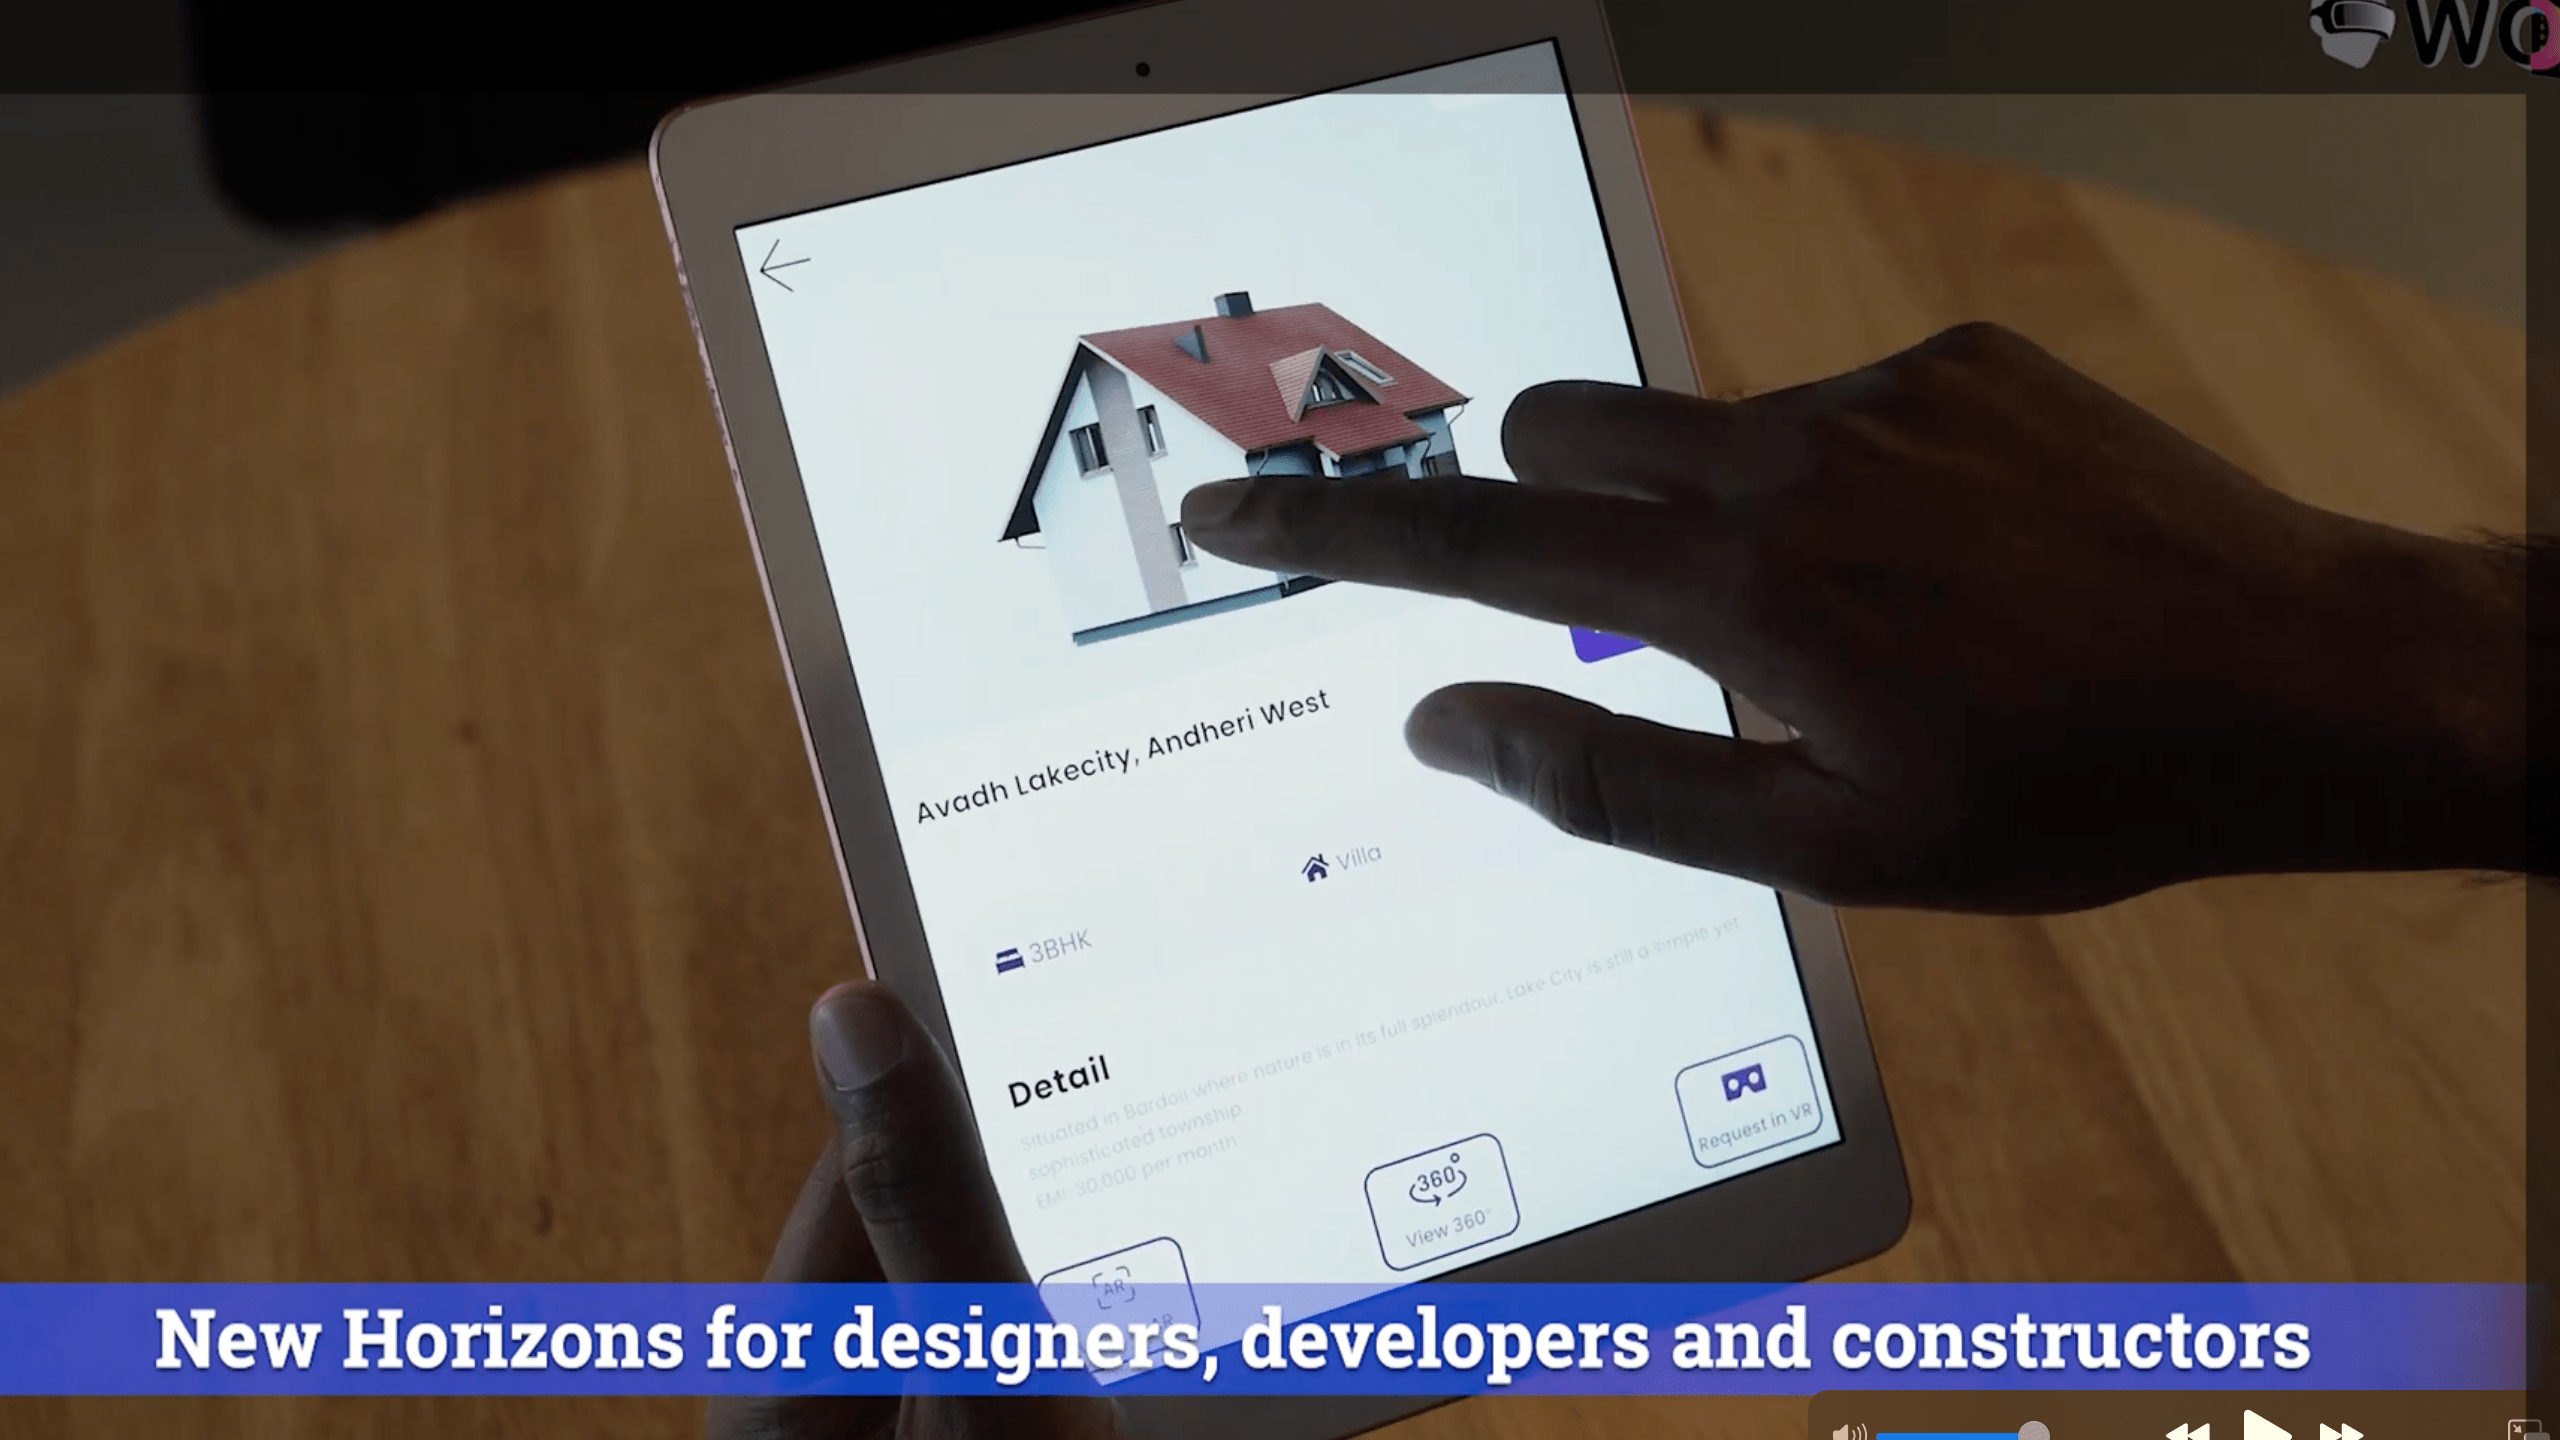 WO
Avadh Lakecity, Andheri West
Villa
3BHK
Detail
Situated in Bardoli where nature is in its full splendour, Lake City is still a simple yet
sophisticated township
EMI: 30,000 per month
Request in VR
360°
View 360°
AR
AR
New Horizons for designers, developers and constructors